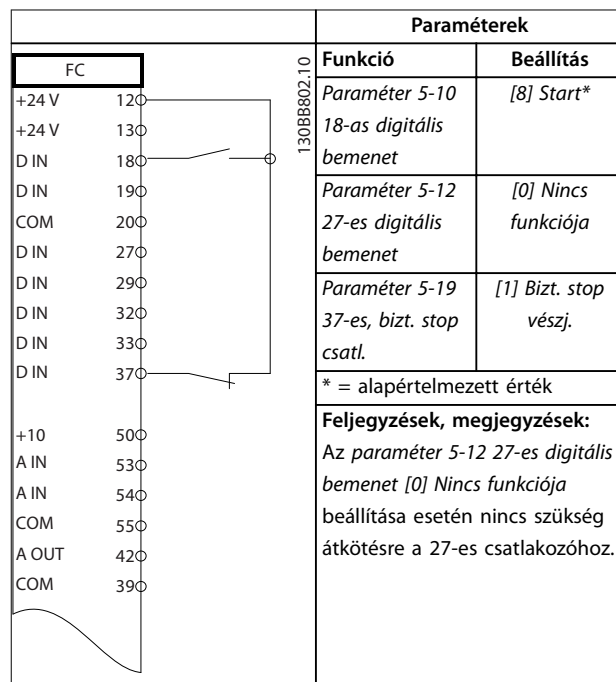 FC
+24 V 12
+24 V 13
D IN 18
D IN 19
COM 20
D IN 27
D IN 29
D IN 32
D IN 33
D IN 37
+10 50
A IN 53
A IN 54
COM 55
A OUT 42
COM 39
130BB802.10
Paraméterek
Funkció Beállítás
Paraméter 5-10 [8] Start*
18-as digitális
bemenet
Paraméter 5-12 [0] Nincs
27-es digitális funkciója
bemenet
Paraméter 5-19 [1] Bizt. stop
37-es, bizt. stop vészj.
csatl.
* = alapértelmezett érték
Feljegyzések, megjegyzések:
Az paraméter 5-12 27-es digitális
bemenet [0] Nincs funkciója
beállítása esetén nincs szükség
átkötésre a 27-es csatlakozóhoz.